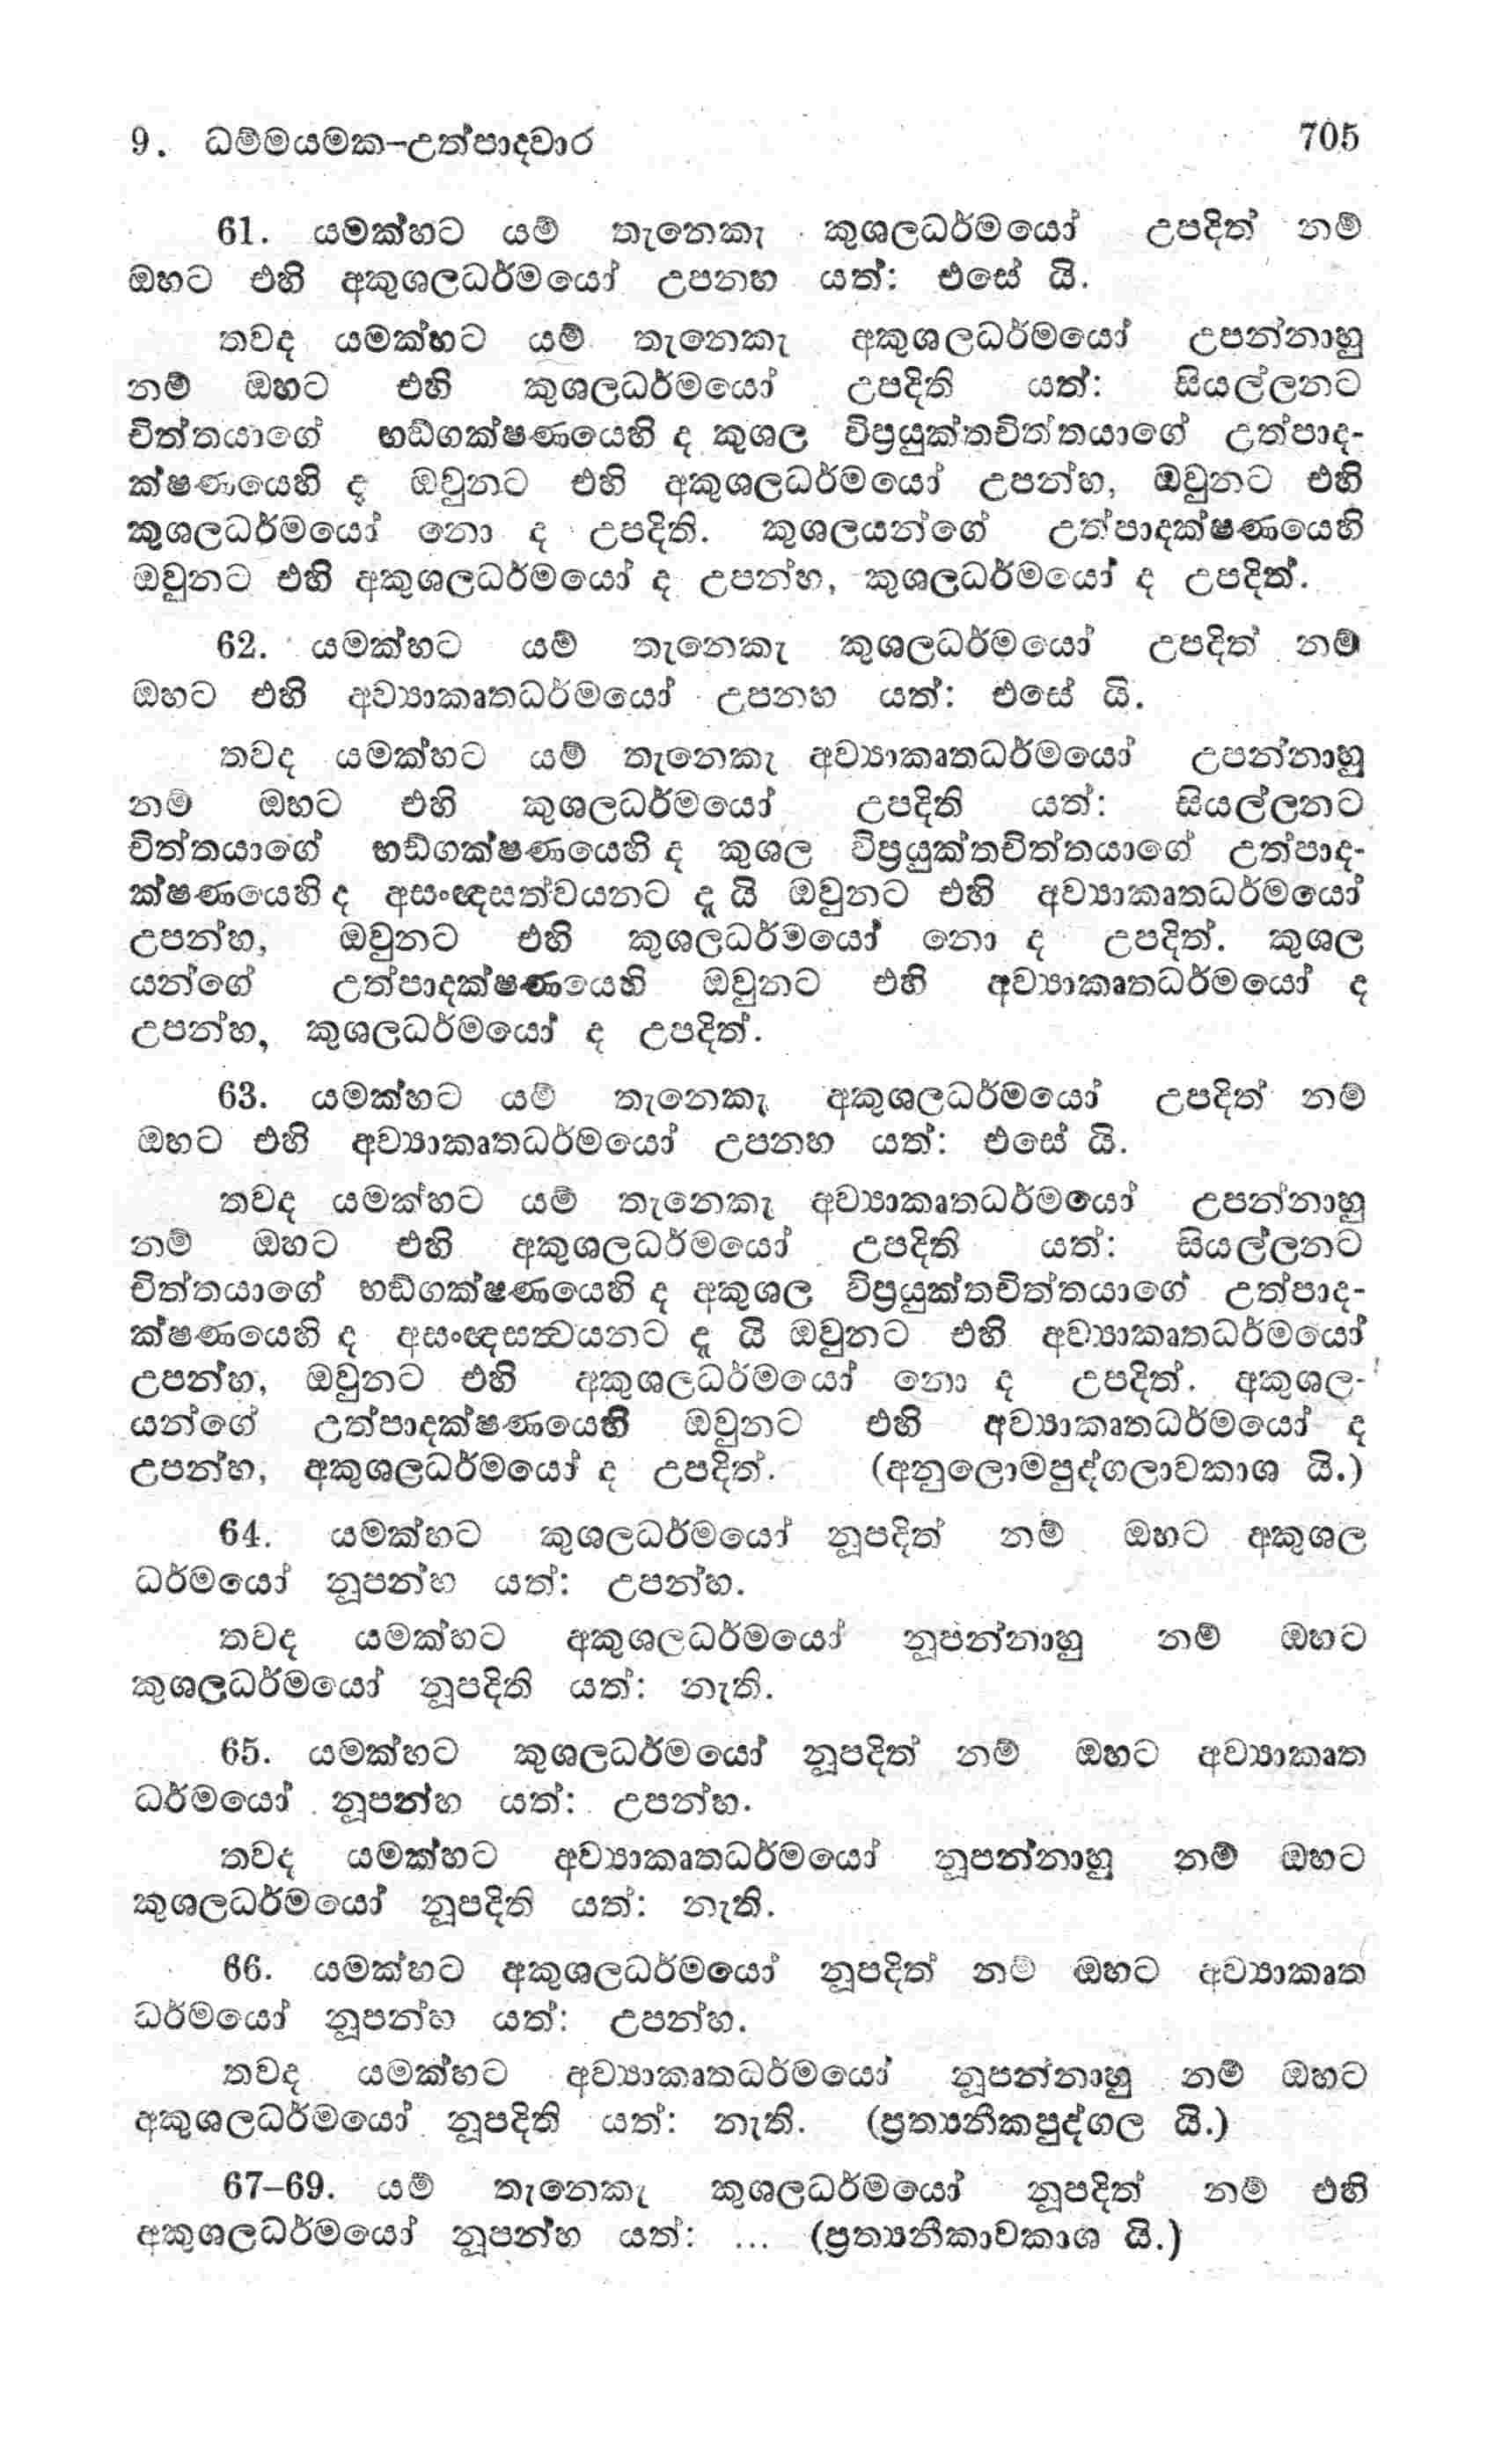 9. ධම්මයමක-උත්පාදවාර 705
61. යමක්හට යම් තැනෙකැ කුශලධර්මයෝ උපදිත් නම්
ඔහට එහි අකුශලධර්මයෝ උපනහ යත්: එසේ යි.
තවද යමක්හට යම් තැනෙකැ අකුශලධර්මයෝ උපන්නාහු
නම් ඔහට එහි කුශලධර්මයෝ උපදිති යත්: සියල්ලනට
චිත්තයාගේ භඩ්ගක්ෂණයෙහි ද කුශල විප්‍රයුක්තචිත්තයාගේ උත්පාද-
ක්ෂණයෙහි ද ඔවුනට එහි අකුශලධර්මයෝ උපන්හ, ඔවුනට එහි
කුශලධර්මයෝ නො ද උපදිති. කුශලයන්ගේ උත්පාදක්ෂණයෙහි
ඔවුනට එහි අකුශලධර්මයෝ ද උපන්හ, කුශලධර්මයෝ ද උපදිත්.
62. යමක්හට යම් තැනෙකැ කුශලධර්මයෝ උපදිත් නම්
ඔහට එහි අව්‍යාකෘතධර්මයෝ උපනහ යත්: එසේ යි.
තවද යමක්හට යම් තැනෙකැ අව්‍යාකෘතධර්මයෝ උපන්නාහු
නම් ඔහට එහි කුශලධර්මයෝ උපදිති යත්: සියල්ලනට
චිත්තයාගේ භඩ්ගක්ෂණයෙහි ද කුශල විප්‍රයුක්තචිත්තයාගේ උත්පාද-
ක්ෂණයෙහි ද අසංඥසත්වයනට දූ යි ඔවුනට එහි අව්‍යාකෘතධර්මයෝ
උපන්හ, ඔවුනට එහි කුශලධර්මයෝ නො ද උපදිත්. කුශල
යන්ගේ උත්පාදක්ෂණයෙහි ඔවුනට එහි අව්‍යාකෘතධර්මයෝ ද
උපන්හ, කුශලධර්මයෝ ද උපදිත්.
63. යමක්හට යම් තැනෙකැ අකුශලධර්මයෝ උපදිත් නම්
ඔහට එහි අව්‍යාකෘතධර්මයෝ උපනහ යත්: එසේ යි.
තවද යමක්හට යම් තැනෙකැ අව්‍යාකෘතධර්මයෝ උපන්නාහු
නම් ඔහට එහි අකුශලධර්මයෝ උපදිති යත්: සියල්ලනට
චිත්තයාගේ භඩ්ගක්ෂණයෙහි ද අකුශල විප්‍රයුක්තචිත්තයාගේ උත්පාද-
ක්ෂණයෙහි ද අසංඥසත්‍වයනට දූ යි ඔවුනට එහි අව්‍යාකෘතධර්මයෝ
උපන්හ, ඔවුනට එහි අකුශලධර්මයෝ නො ද උපදිත්. අකුශල-
යන්ගේ උත්පාදක්ෂණයෙහි ඔවුනට එහි අව්‍යාකෘතධර්මයෝ ද
උපන්හ, අකුශලධර්මයෝ ද උපදිත්. (අනුලොමපුද්ගලාවකාශ යි.)
64. යමක්හට කුශලධර්මයෝ නූපදිත් නම් ඔහට අකුශල
ධර්මයෝ නූපන්හ යත්: උපන්හ.
තවද යමක්හට අකුශලධර්මයෝ නූපන්නාහු නම් ඔහට
කුශලධර්මයෝ නූපදිති යත්: නැති.
65. යමක්හට කුශලධර්මයෝ නූපදිත් නම් ඔහට අව්‍යාකෘත
ධර්මයෝ නූපන්හ යත්: උපන්හ.
තවද යමක්හට අව්‍යාකෘතධර්මයෝ නූපන්නාහු නම් ඔහට
කුශලධර්මයෝ නූපදිති යත්: නැති.
66. යමක්හට අකුශලධර්මයෝ නූපදිත් නම් ඔහට අව්‍යාකෘත
ධර්මයෝ නූපන්හ යත්: උපන්හ.
තවද යමක්හට අව්‍යාකෘතධර්මයෝ නූපන්නාහු නම් ඔහට
අකුශලධර්මයෝ නූපදිති යත්: නැති. (ප්‍රත්‍යනීකපුද්ගල යි.)
67–69. යම් තැනෙකැ කුශලධර්මයෝ නූපදිත් නම් එහි
අකුශලධර්මයෝ නූපන්හ යත්: ... (ප්‍රත්‍යනීකාවකාශ යි.)